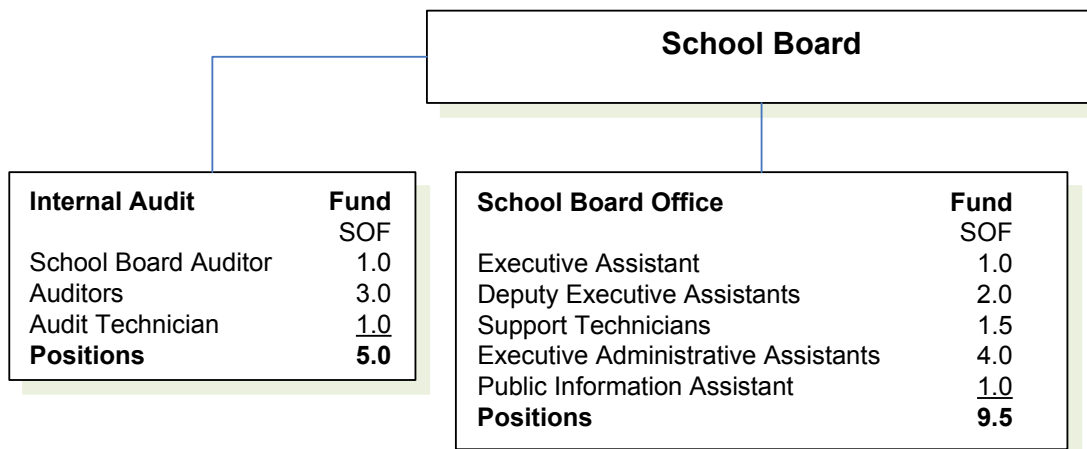 School Board
Internal Audit Fund
SOF
School Board Auditor 1.0
Auditors 3.0
Audit Technician 1.0
Positions 5.0
School Board Office Fund
SOF
Executive Assistant 1.0
Deputy Executive Assistants 2.0
Support Technicians 1.5
Executive Administrative Assistants 4.0
Public Information Assistant 1.0
Positions 9.5